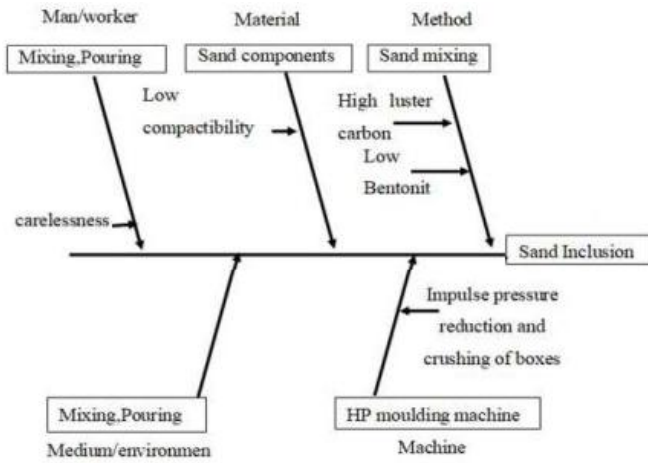 Man/worker
Material
Method
Mixing,Pouring
Sand components
Sand mixing
Low
compactibility
High luster
carbon
Low
Bentonit
carelessness
Sand Inclusion
Impulse pressure
reduction and
crushing of boxes
Mixing,Pouring
HP moulding machine
Medium/environmen
Machine